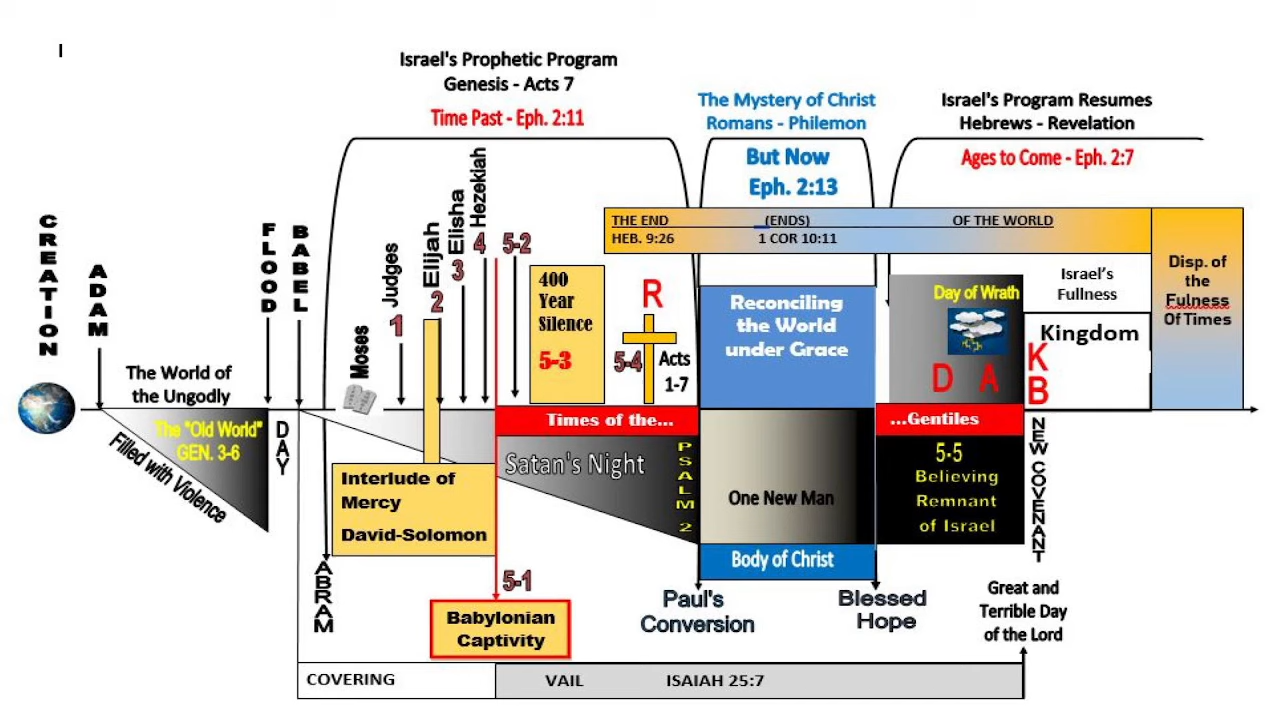 I
Israel's Prophetic Program
Genesis - Acts 7
Time Past - Eph. 2:11
The Mystery of Christ
Romans - Philemon
But Now
Eph. 2:13
Israel's Program Resumes
Hebrews - Revelation
Ages to Come - Eph. 2:7
THE END (ENDS) OF THE WORLD
HEB. 9:26 1 COR 10:11
Disp. of
the
Fulness
Of Times
CREATION
ADAM
FLOOD
BABEL
Moses
Judges
1
Elijah
2
Elisha
3
Hezekiah
4
5-2
400
Year
Silence
5-3
R
5-4
Acts
1-7
Reconciling
the World
under Grace
Day of Wrath
D A
Israel's
Fullness
Kingdom
K
B
The World of
the Ungodly
The "Old World"
GEN. 3-6
Filled with Violence
DAY
Times of the...
...Gentiles
Satan's Night
PSALM 2
Interlude of
Mercy
David-Solomon
One New Man
Body of Christ
5-5
Believing
Remnant
of Israel
NEW COVENANT
ABRAM
5-1
Babylonian
Captivity
Paul's
Conversion
Blessed
Hope
Great and
Terrible Day
of the Lord
COVERING
VAIL ISAIAH 25:7